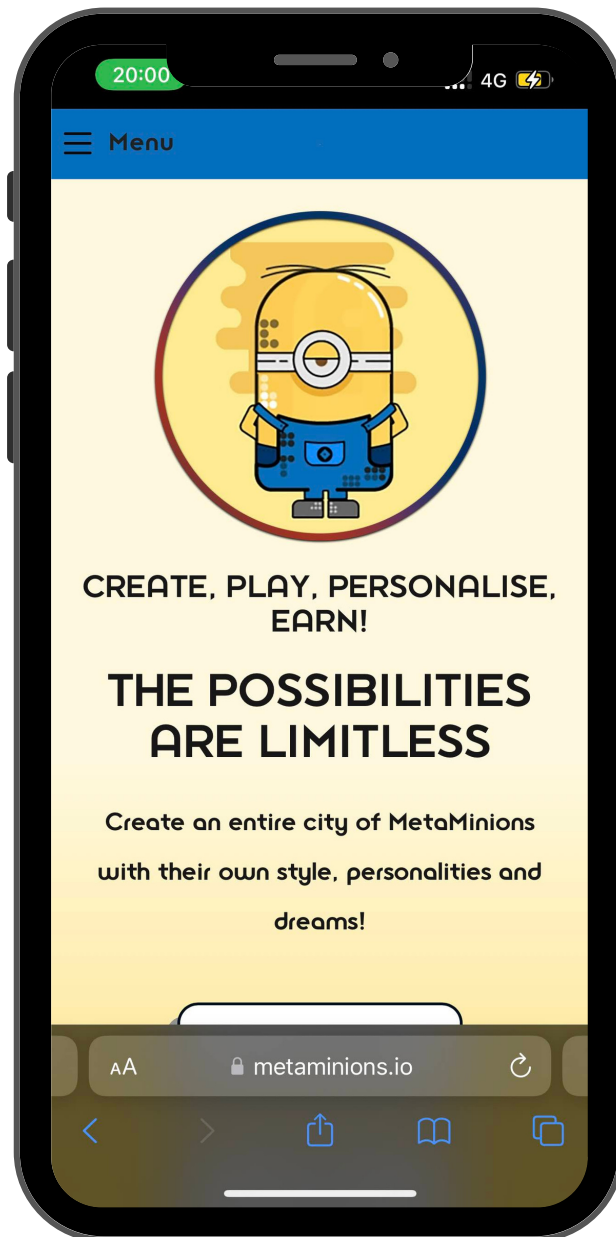 20:00
4G
Menu
CREATE, PLAY, PERSONALISE,
EARN!
THE POSSIBILITIES
ARE LIMITLESS
Create an entire city of MetaMinions
with their own style, personalities and
dreams!
AA metaminions.io